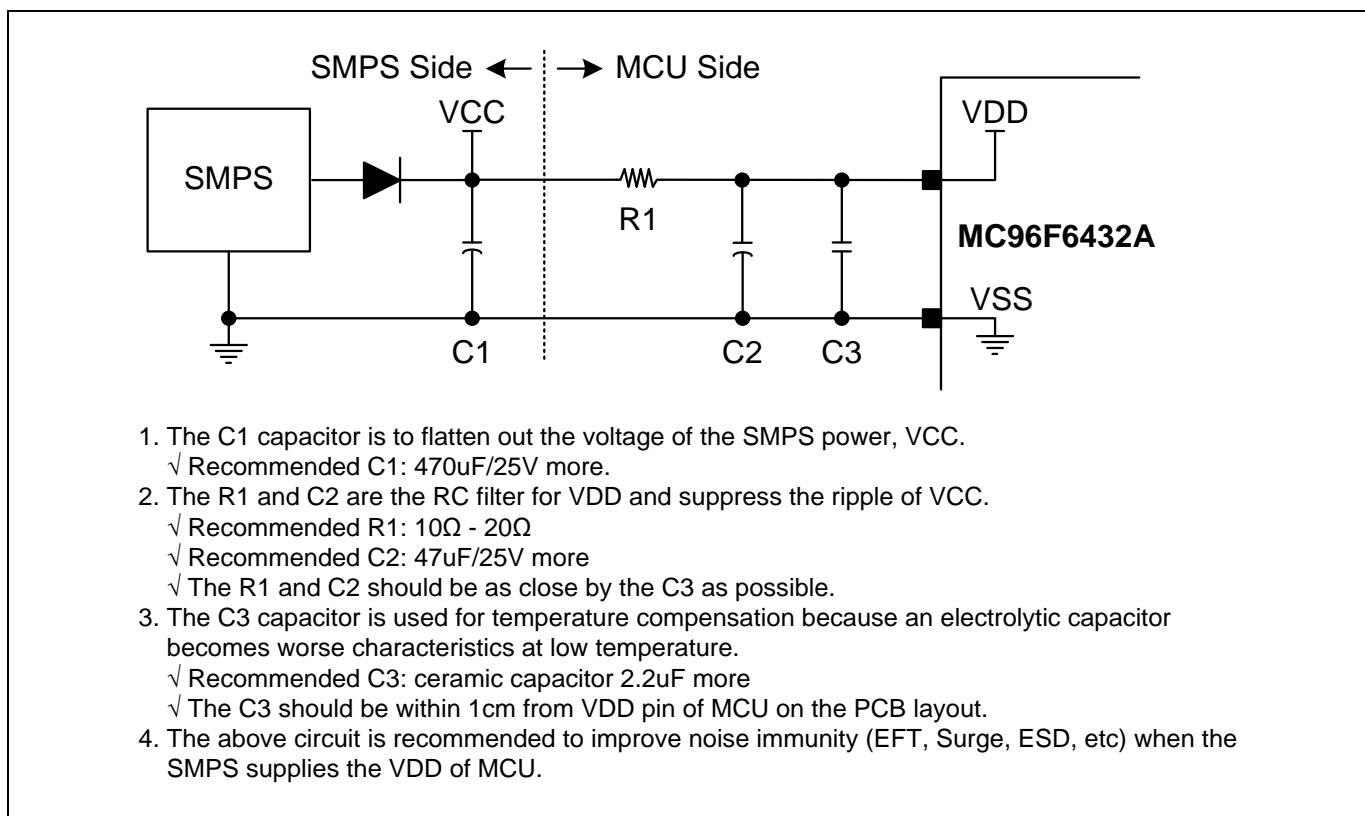 SMPS Side
MCU Side
VCC
VDD
SMPS
R1
MC96F6432A
VSS
C1
C2
C3
1. The C1 capacitor is to flatten out the voltage of the SMPS power, VCC.
√ Recommended C1: 470uF/25V more.
2. The R1 and C2 are the RC filter for VDD and suppress the ripple of VCC.
√ Recommended R1: 10Ω - 20Ω
√ Recommended C2: 47uF/25V more
√ The R1 and C2 should be as close by the C3 as possible.
3. The C3 capacitor is used for temperature compensation because an electrolytic capacitor
becomes worse characteristics at low temperature.
√ Recommended C3: ceramic capacitor 2.2uF more
√ The C3 should be within 1cm from VDD pin of MCU on the PCB layout.
4. The above circuit is recommended to improve noise immunity (EFT, Surge, ESD, etc) when the
SMPS supplies the VDD of MCU.